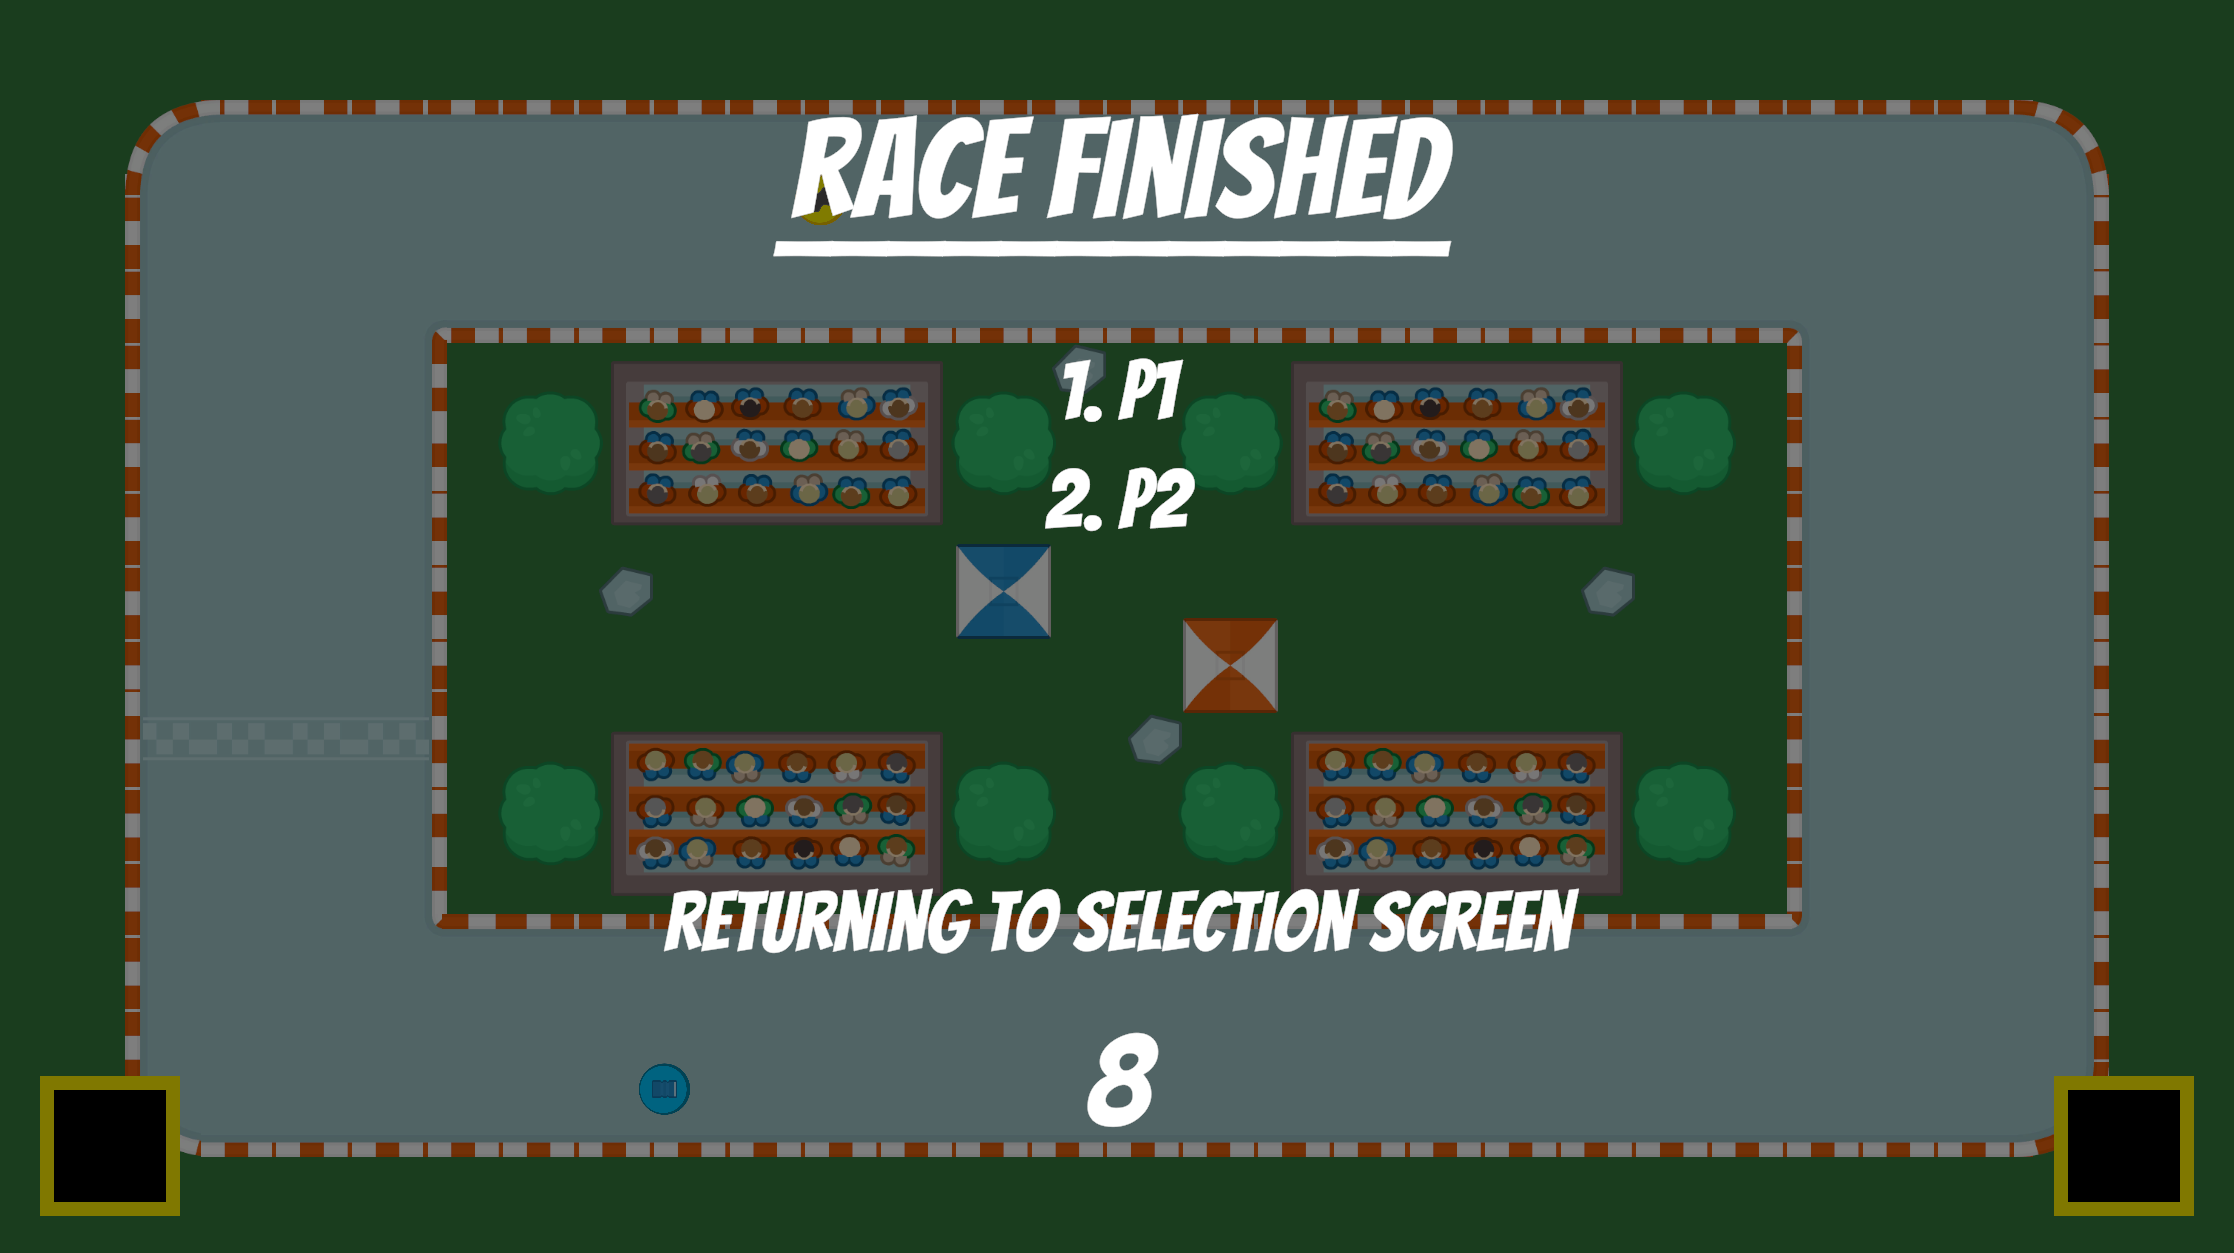 RACE FINISHED
1. P1
2. P2
RETURNING TO SELECTION SCREEN
8